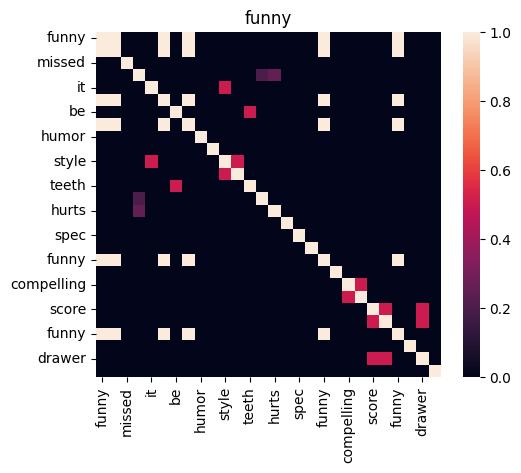 funny
funny
missed
it
be
humor
style
teeth
hurts
spec
funny
compelling
score
funny
drawer
1.0
0.8
0.6
0.4
0.2
0.0
funny
missed
it
be
humor
style
teeth
hurts
spec
funny
compelling
score
funny
drawer